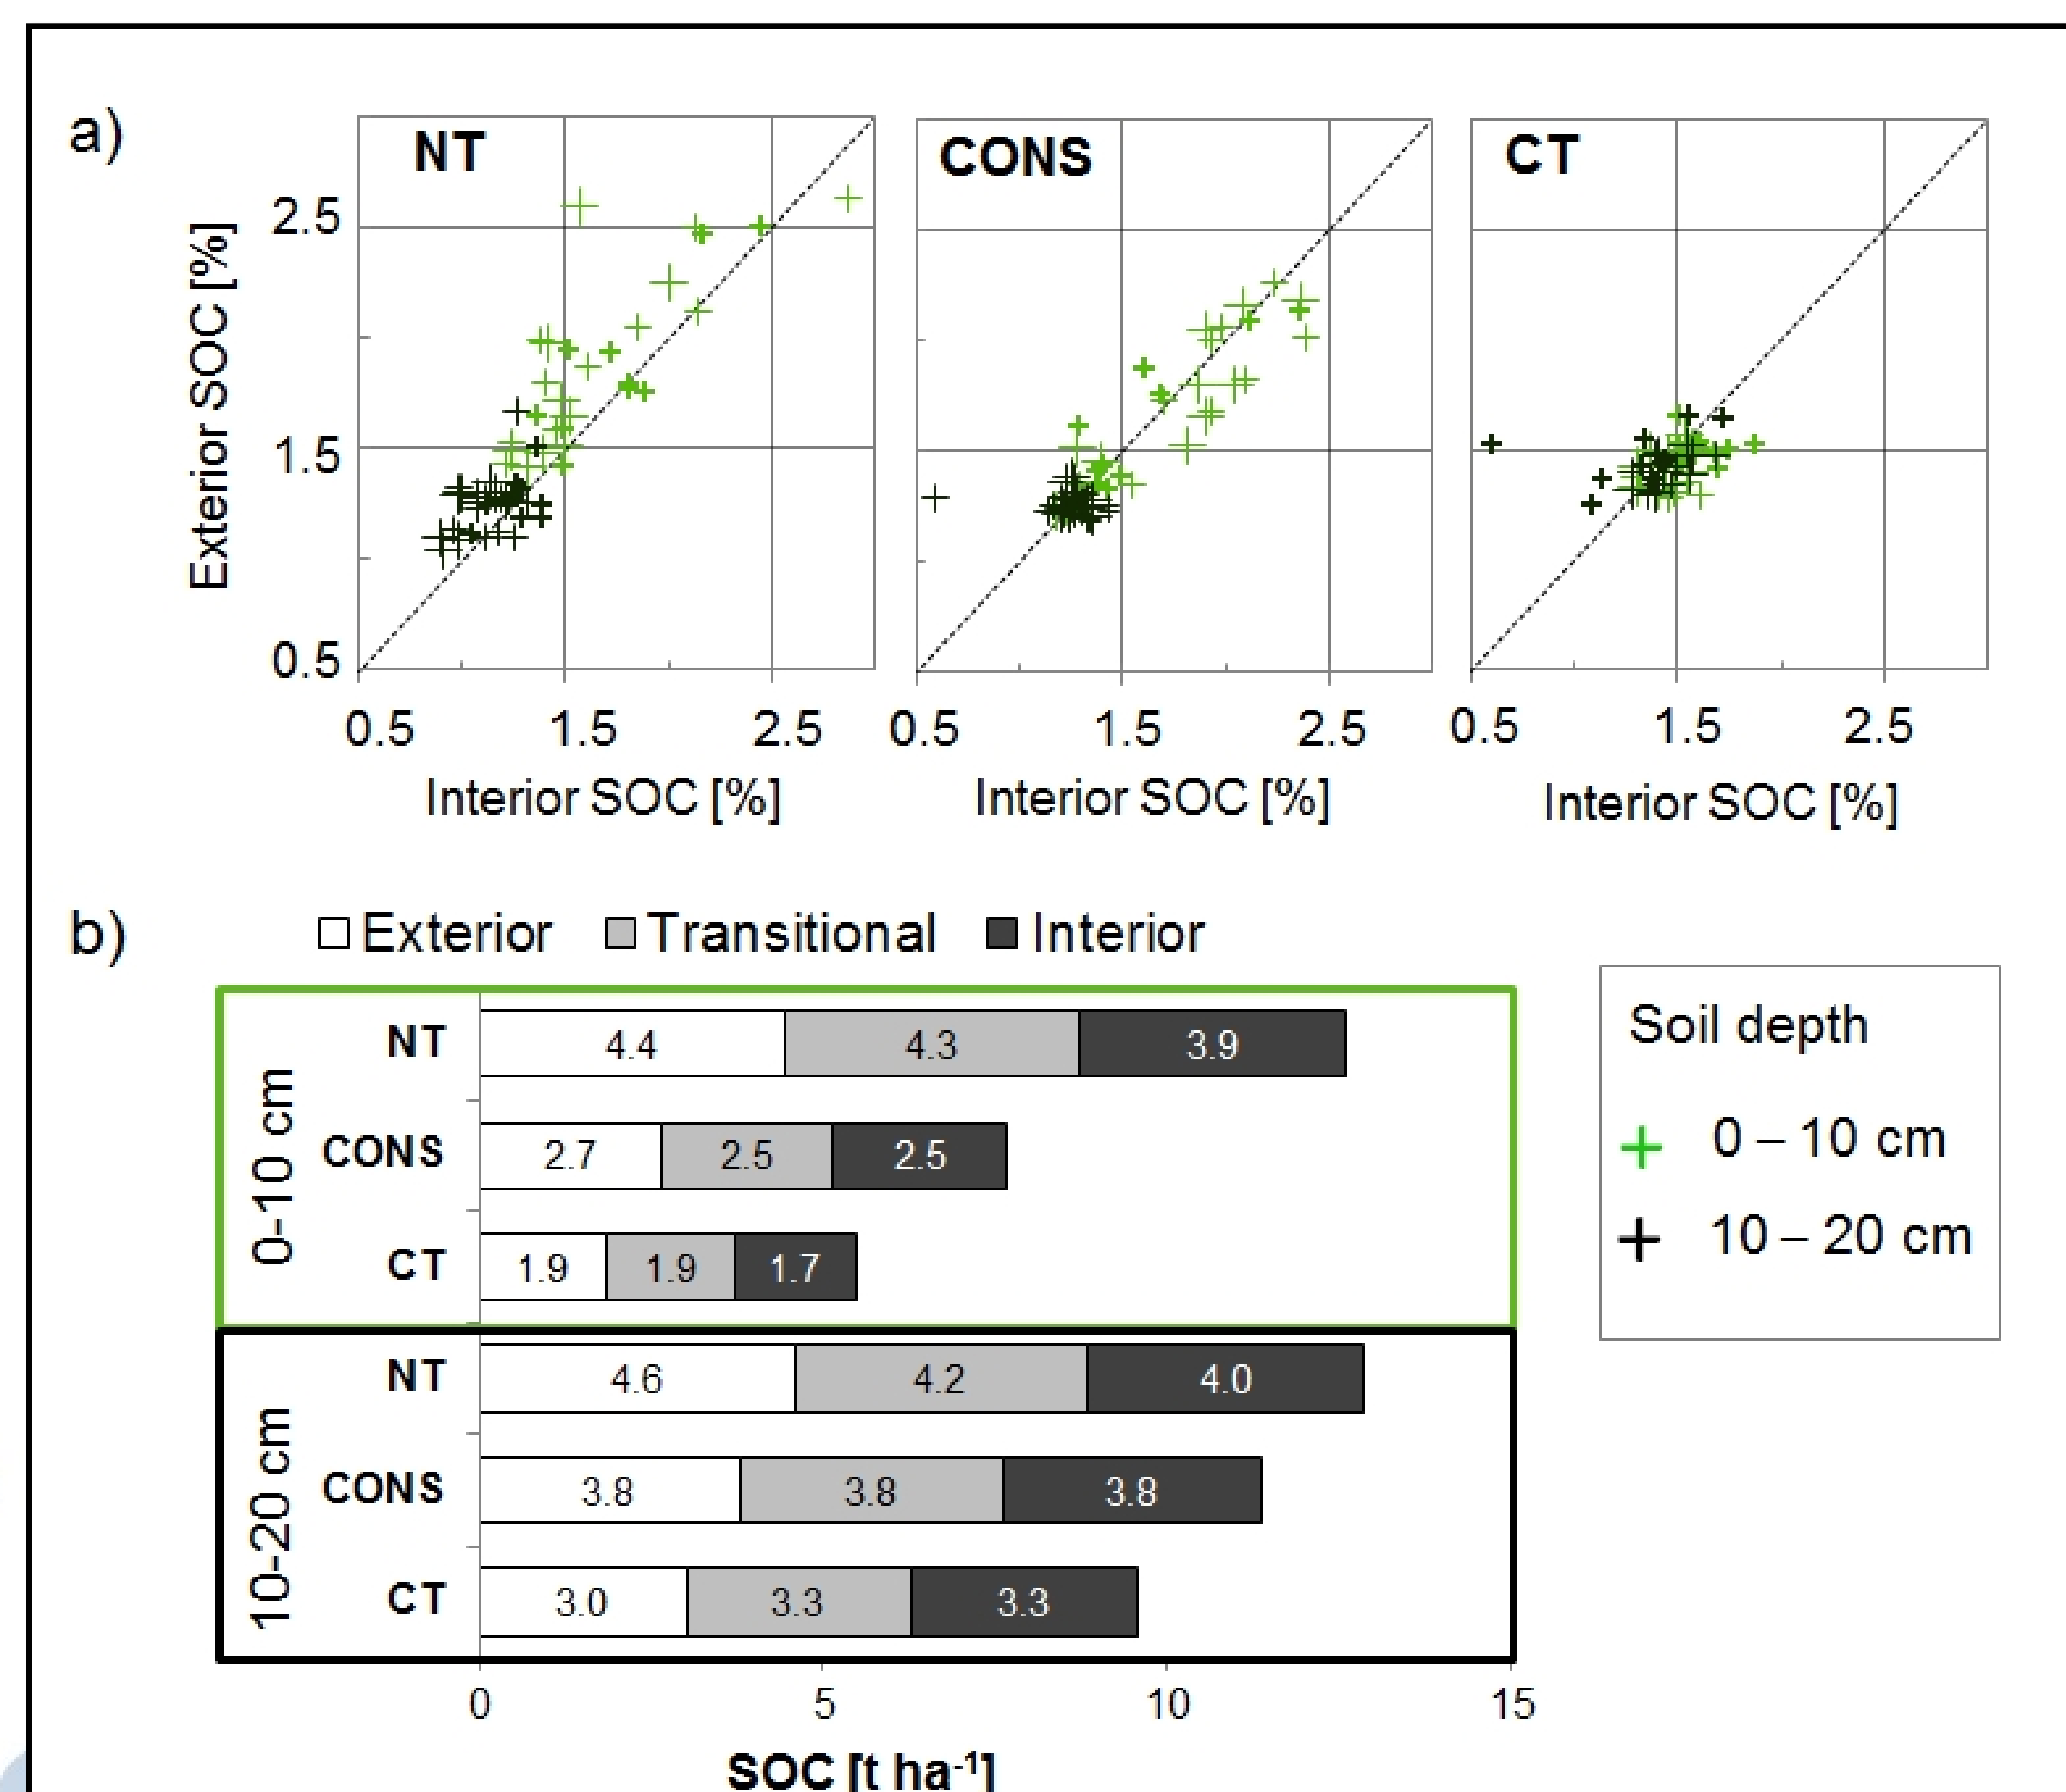 a)
NT
CONS
CT
Exterior SOC [%]
2.5
1.5
0.5
0.5 1.5 2.5
0.5 1.5 2.5
0.5 1.5 2.5
Interior SOC [%]
Interior SOC [%]
Interior SOC [%]
b)
Exterior Transitional Interior
0-10 cm
NT 4.4 4.3 3.9
CONS 2.7 2.5 2.5
CT 1.9 1.9 1.7
10-20 cm
NT 4.6 4.2 4.0
CONS 3.8 3.8 3.8
CT 3.0 3.3 3.3
0 5 10 15
SOC [t ha⁻¹]
Soil depth
0 – 10 cm
10 – 20 cm